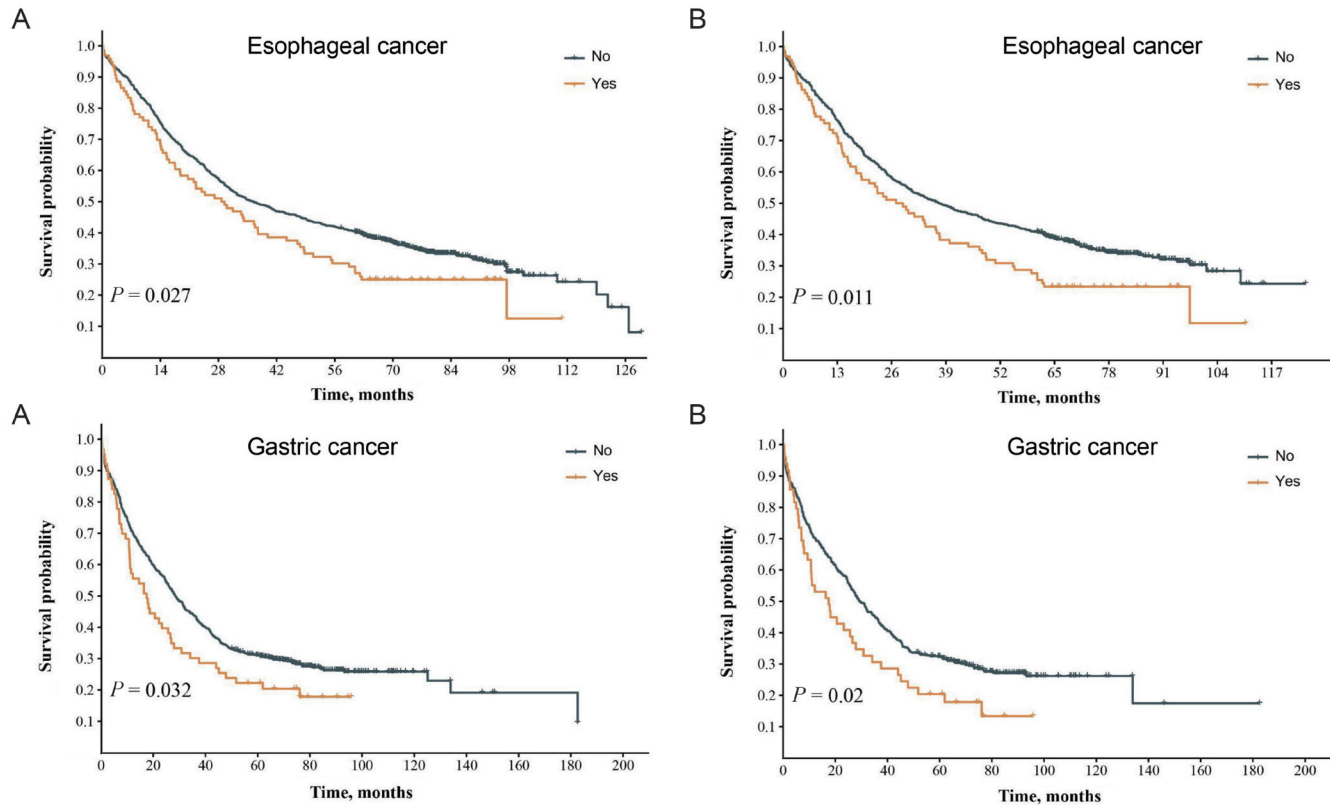 A
Esophageal cancer
No
Yes
Survival probability
1.0
0.9
0.8
0.7
0.6
0.5
0.4
0.3
0.2
0.1
P = 0.027
0 14 28 42 56 70 84 98 112 126
Time, months
B
Esophageal cancer
No
Yes
Survival probability
1.0
0.9
0.8
0.7
0.6
0.5
0.4
0.3
0.2
0.1
P = 0.011
0 13 26 39 52 65 78 91 104 117
Time, months
A
Gastric cancer
No
Yes
Survival probability
1.0
0.9
0.8
0.7
0.6
0.5
0.4
0.3
0.2
0.1
P = 0.032
0 20 40 60 80 100 120 140 160 180 200
Time, months
B
Gastric cancer
No
Yes
Survival probability
1.0
0.9
0.8
0.7
0.6
0.5
0.4
0.3
0.2
0.1
P = 0.02
0 20 40 60 80 100 120 140 160 180 200
Time, months